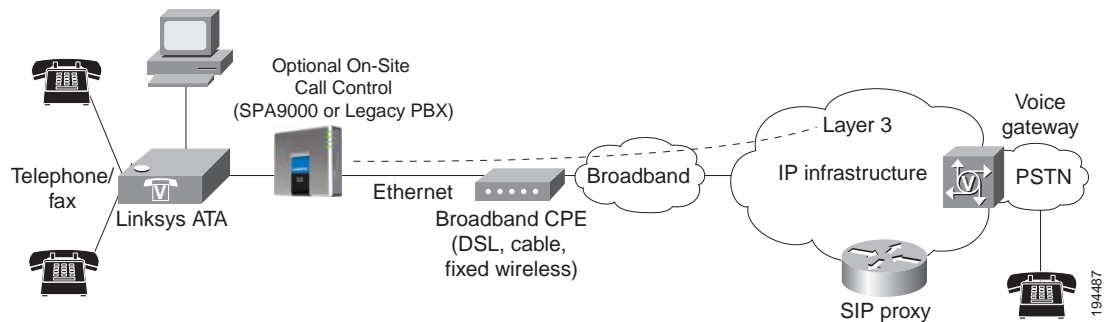 Optional On-Site
Call Control
(SPA9000 or Legacy PBX)
Telephone/
fax
V
Linksys ATA
Ethernet
Broadband CPE
(DSL, cable,
fixed wireless)
Broadband
Layer 3
IP infrastructure
SIP proxy
Voice
gateway
V
PSTN
194487